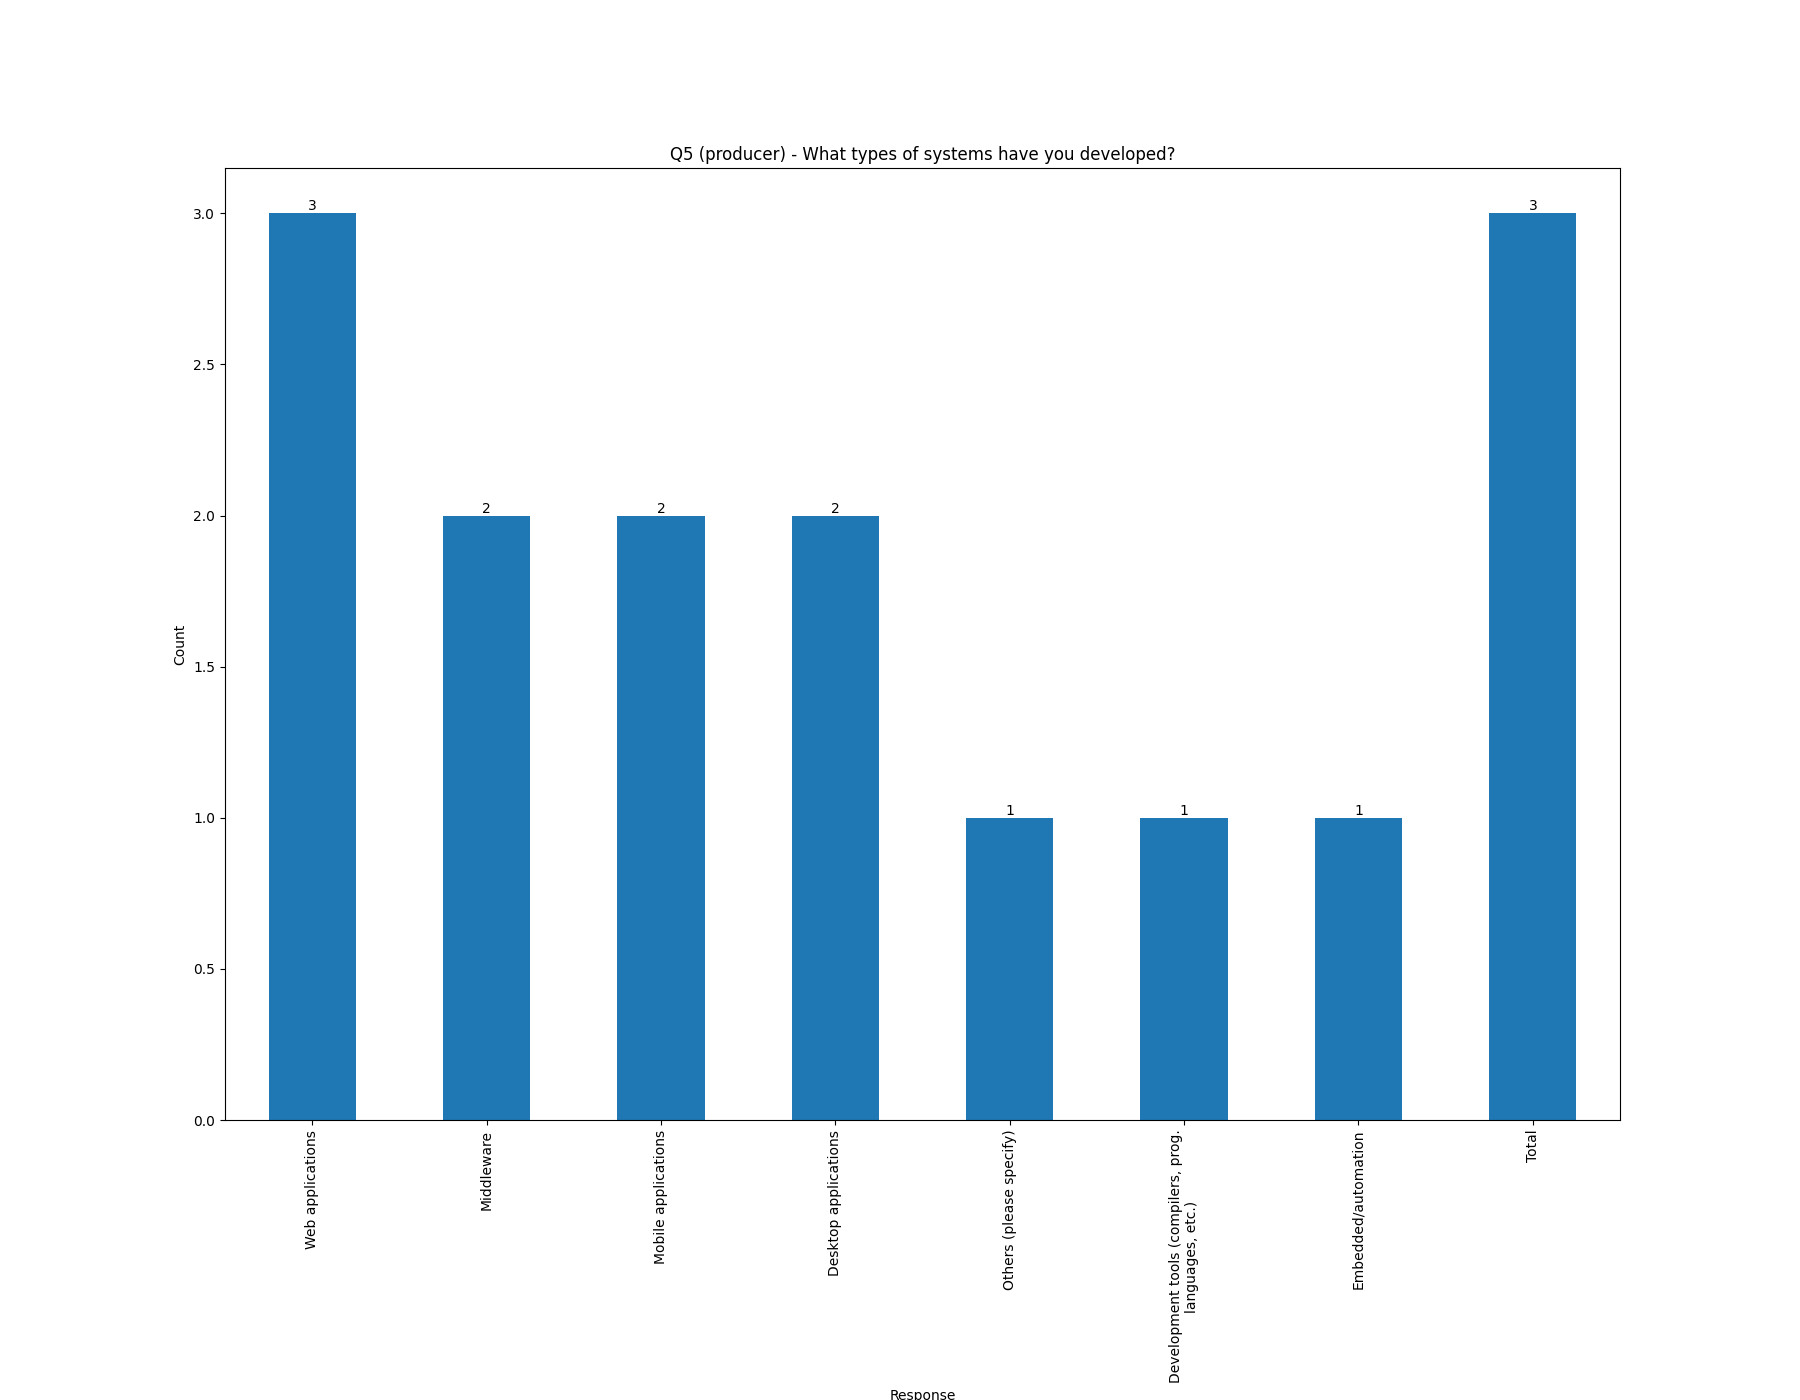 Q5 (producer) - What types of systems have you developed?
3.0
2.5
2.0
1.5
1.0
0.5
0.0
Count
3
2
2
2
1
1
1
3
Web applications
Middleware
Mobile applications
Desktop applications
Others (please specify)
Development tools (compilers, prog.
languages, etc.)
Embedded/automation
Total
Response